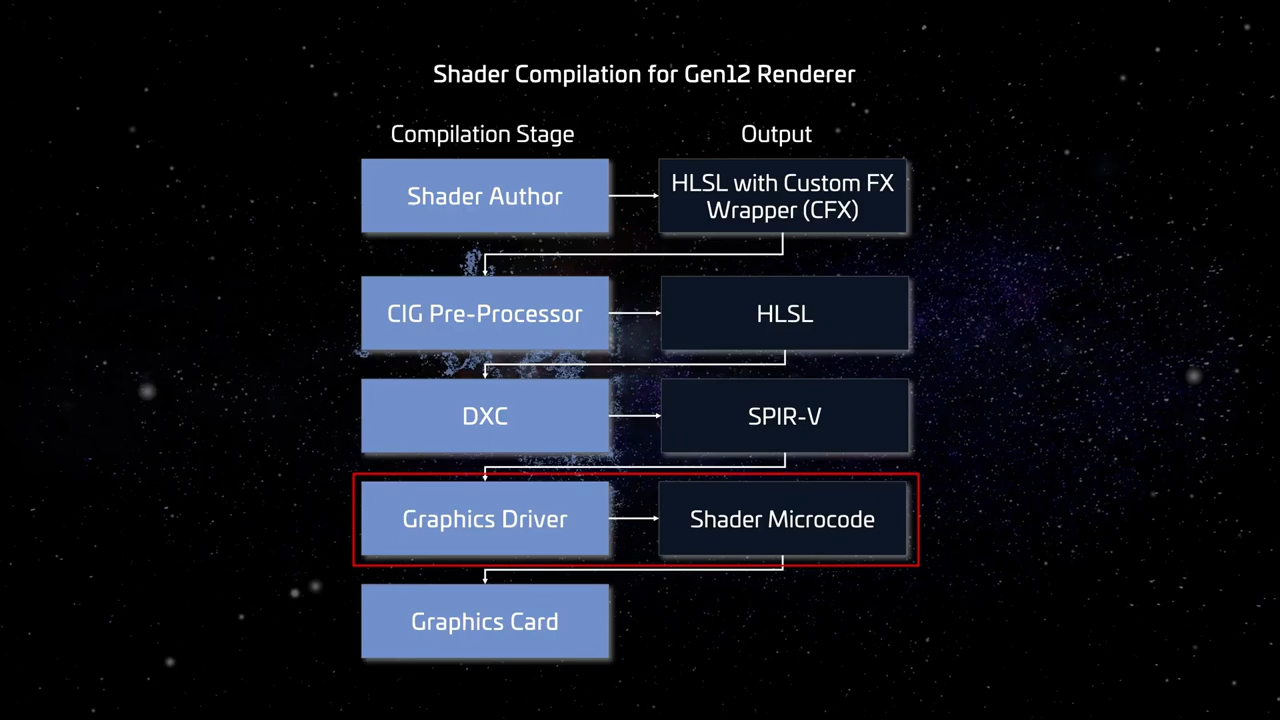 Shader Compilation for Gen12 Renderer
Compilation Stage
Output
Shader Author
HLSL with Custom FX
Wrapper (CFX)
CIG Pre-Processor
HLSL
DXC
SPIR-V
Graphics Driver
Shader Microcode
Graphics Card